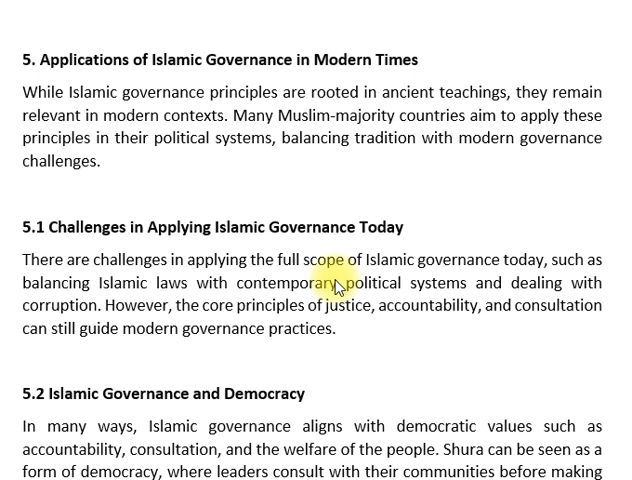 5. Applications of Islamic Governance in Modern Times
While Islamic governance principles are rooted in ancient teachings, they remain
relevant in modern contexts. Many Muslim-majority countries aim to apply these
principles in their political systems, balancing tradition with modern governance
challenges.
5.1 Challenges in Applying Islamic Governance Today
There are challenges in applying the full scope of Islamic governance today, such as
balancing Islamic laws with contemporary political systems and dealing with
corruption. However, the core principles of justice, accountability, and consultation
can still guide modern governance practices.
5.2 Islamic Governance and Democracy
In many ways, Islamic governance aligns with democratic values such as
accountability, consultation, and the welfare of the people. Shura can be seen as a
form of democracy, where leaders consult with their communities before making